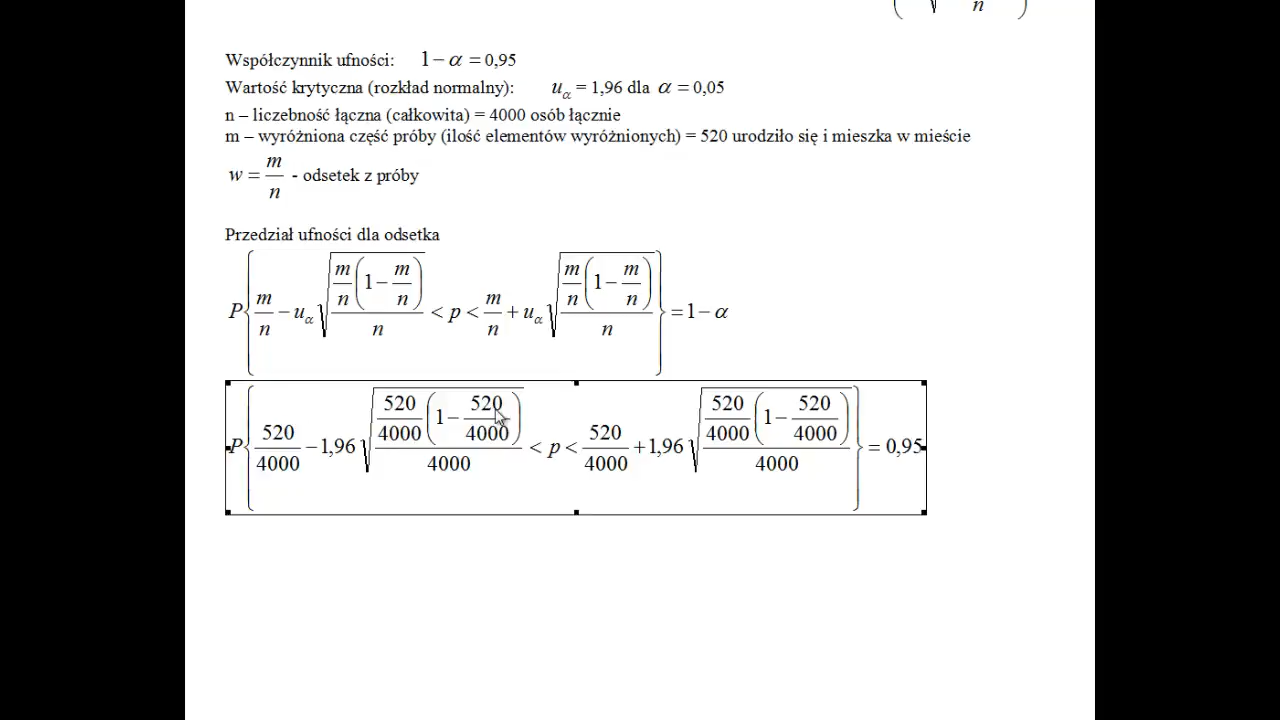 n
Współczynnik ufności: 1 − α = 0,95
Wartość krytyczna (rozkład normalny): u_α = 1,96 dla α = 0,05
n – liczebność łączna (całkowita) = 4000 osób łącznie
m – wyróżniona część próby (ilość elementów wyróżnionych) = 520 urodziło się i mieszka w mieście
w = m/n - odsetek z próby
Przedział ufności dla odsetka
P{m/n − u_α √((m/n (1 − m/n))/n) < p < m/n + u_α √((m/n (1 − m/n))/n)} = 1 − α
P{520/4000 − 1,96 √((520/4000 (1 − 520/4000))/4000) < p < 520/4000 + 1,96 √((520/4000 (1 − 520/4000))/4000)} = 0,95